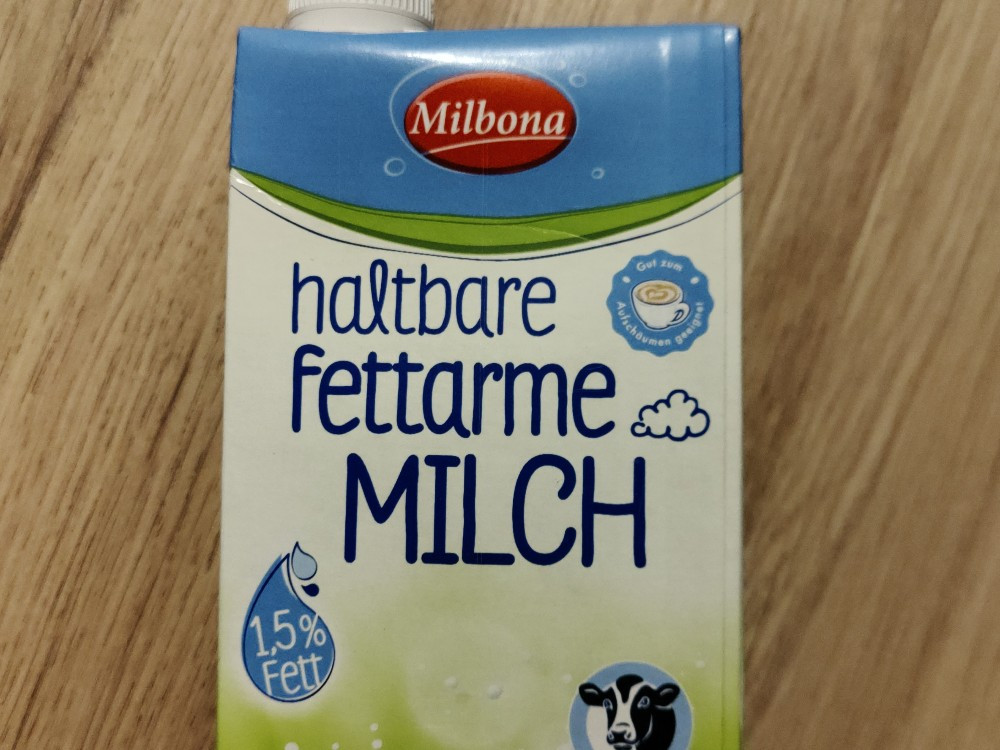 Milbona
haltbare
Gut zum
Aufschäumen geeignet
fettarme
MILCH
1,5%
Fett